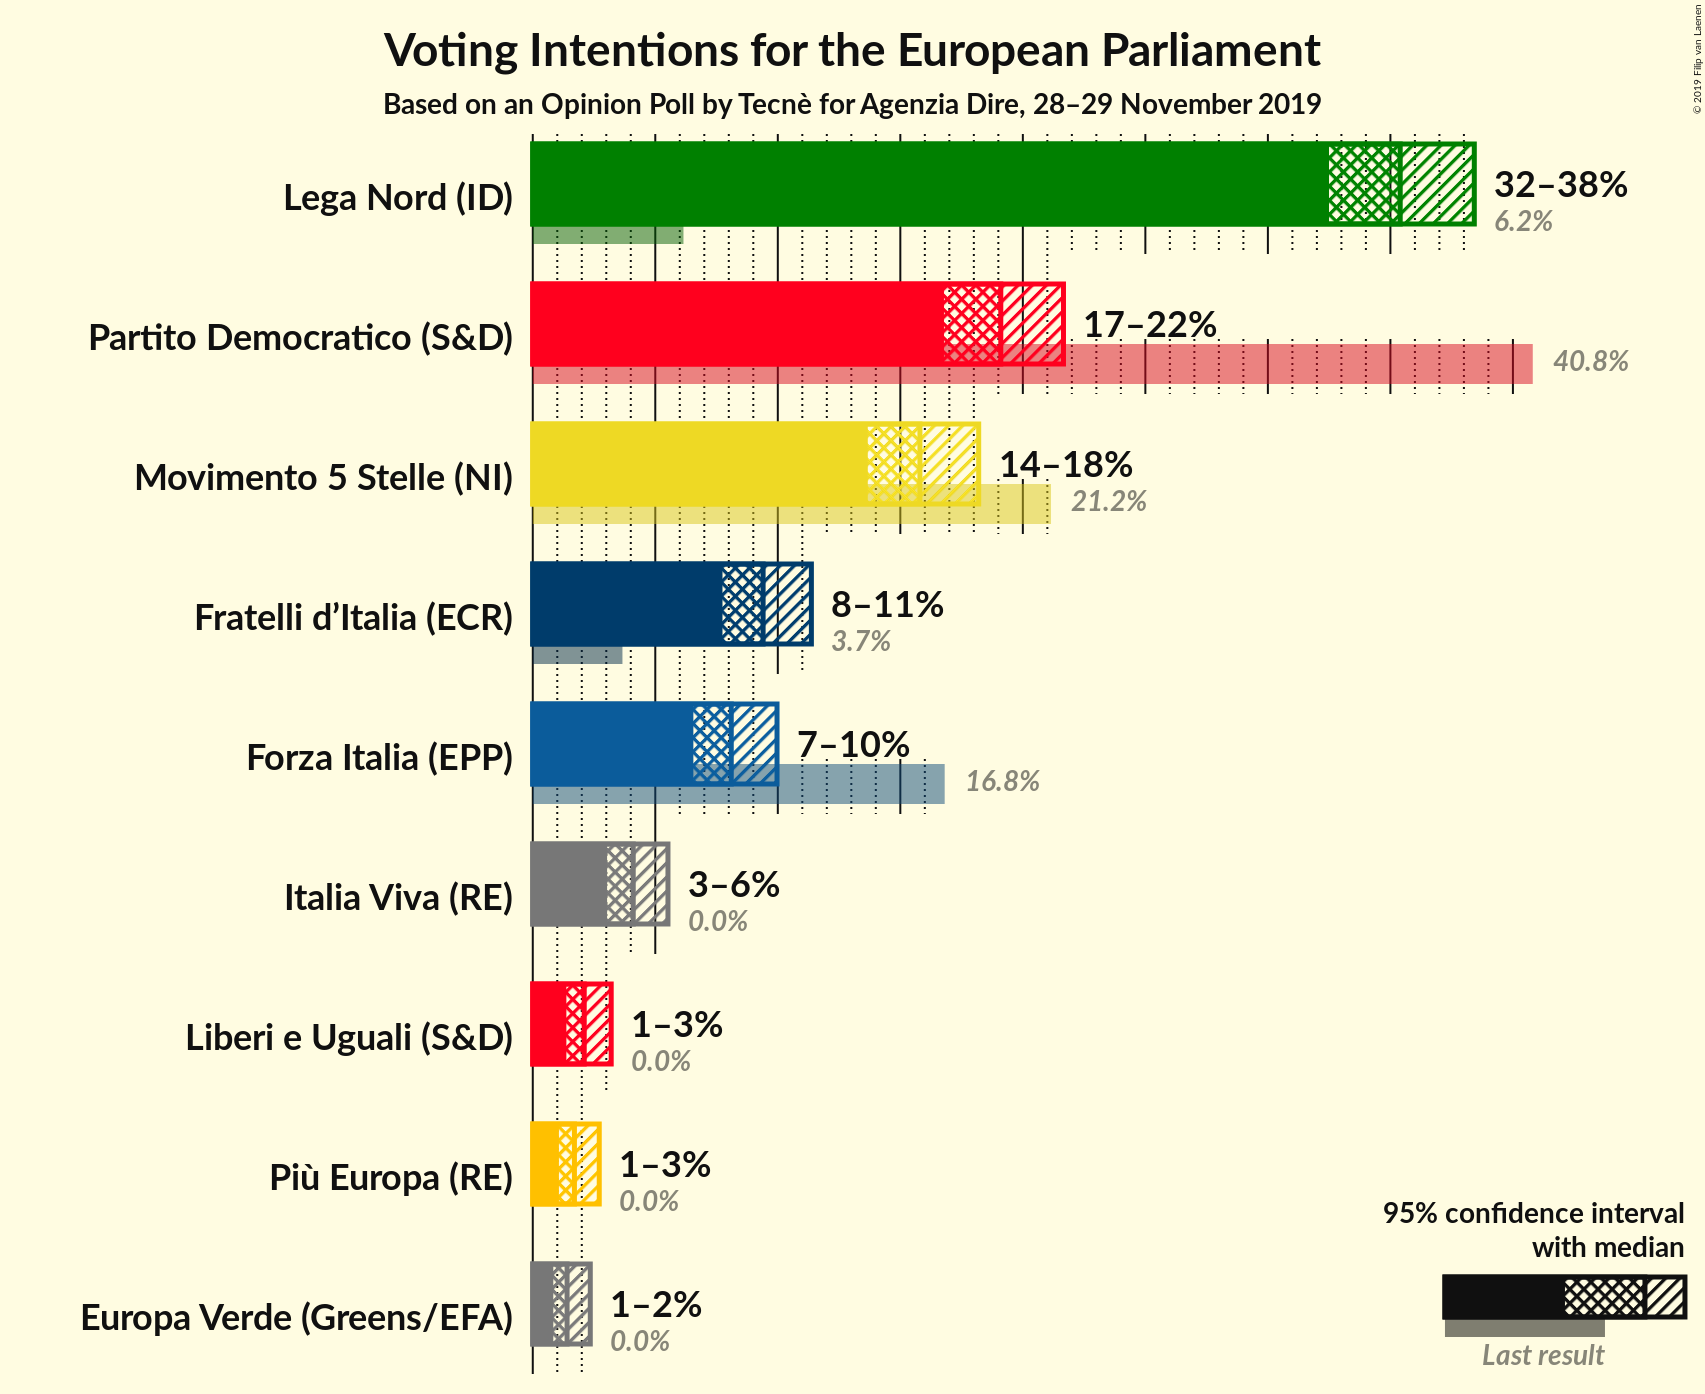 Voting Intentions for the European Parliament
Based on an Opinion Poll by Tecnè for Agenzia Dire, 28–29 November 2019
© 2019 Filip van Laenen
Lega Nord (ID)
32–38%
6.2%
Partito Democratico (S&D)
17–22%
40.8%
Movimento 5 Stelle (NI)
14–18%
21.2%
Fratelli d’Italia (ECR)
8–11%
3.7%
Forza Italia (EPP)
7–10%
16.8%
Italia Viva (RE)
3–6%
0.0%
Liberi e Uguali (S&D)
1–3%
0.0%
Più Europa (RE)
1–3%
0.0%
Europa Verde (Greens/EFA)
1–2%
0.0%
95% confidence interval
with median
Last result